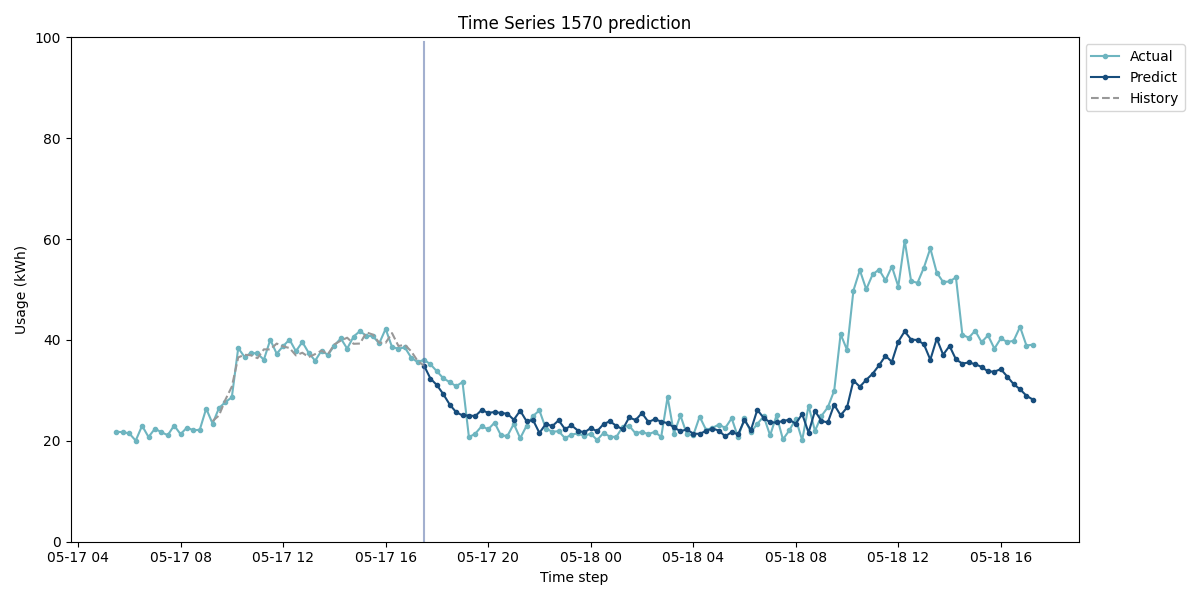 Time Series 1570 prediction
100
80
60
40
20
0
Usage (kWh)
05-17 04
05-17 08
05-17 12
05-17 16
05-17 20
05-18 00
05-18 04
05-18 08
05-18 12
05-18 16
Time step
Actual
Predict
History